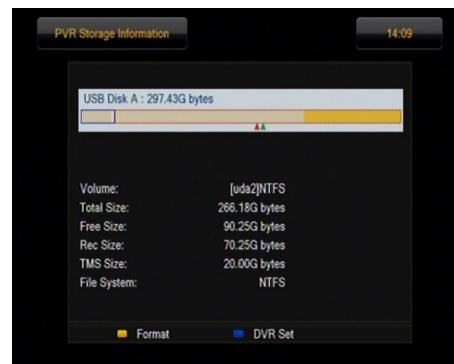 PVR Storage Information
14:09
USB Disk A : 297.43G bytes
Volume: [uda2]NTFS
Total Size: 266.18G bytes
Free Size: 90.25G bytes
Rec Size: 70.25G bytes
TMS Size: 20.00G bytes
File System: NTFS
Format DVR Set